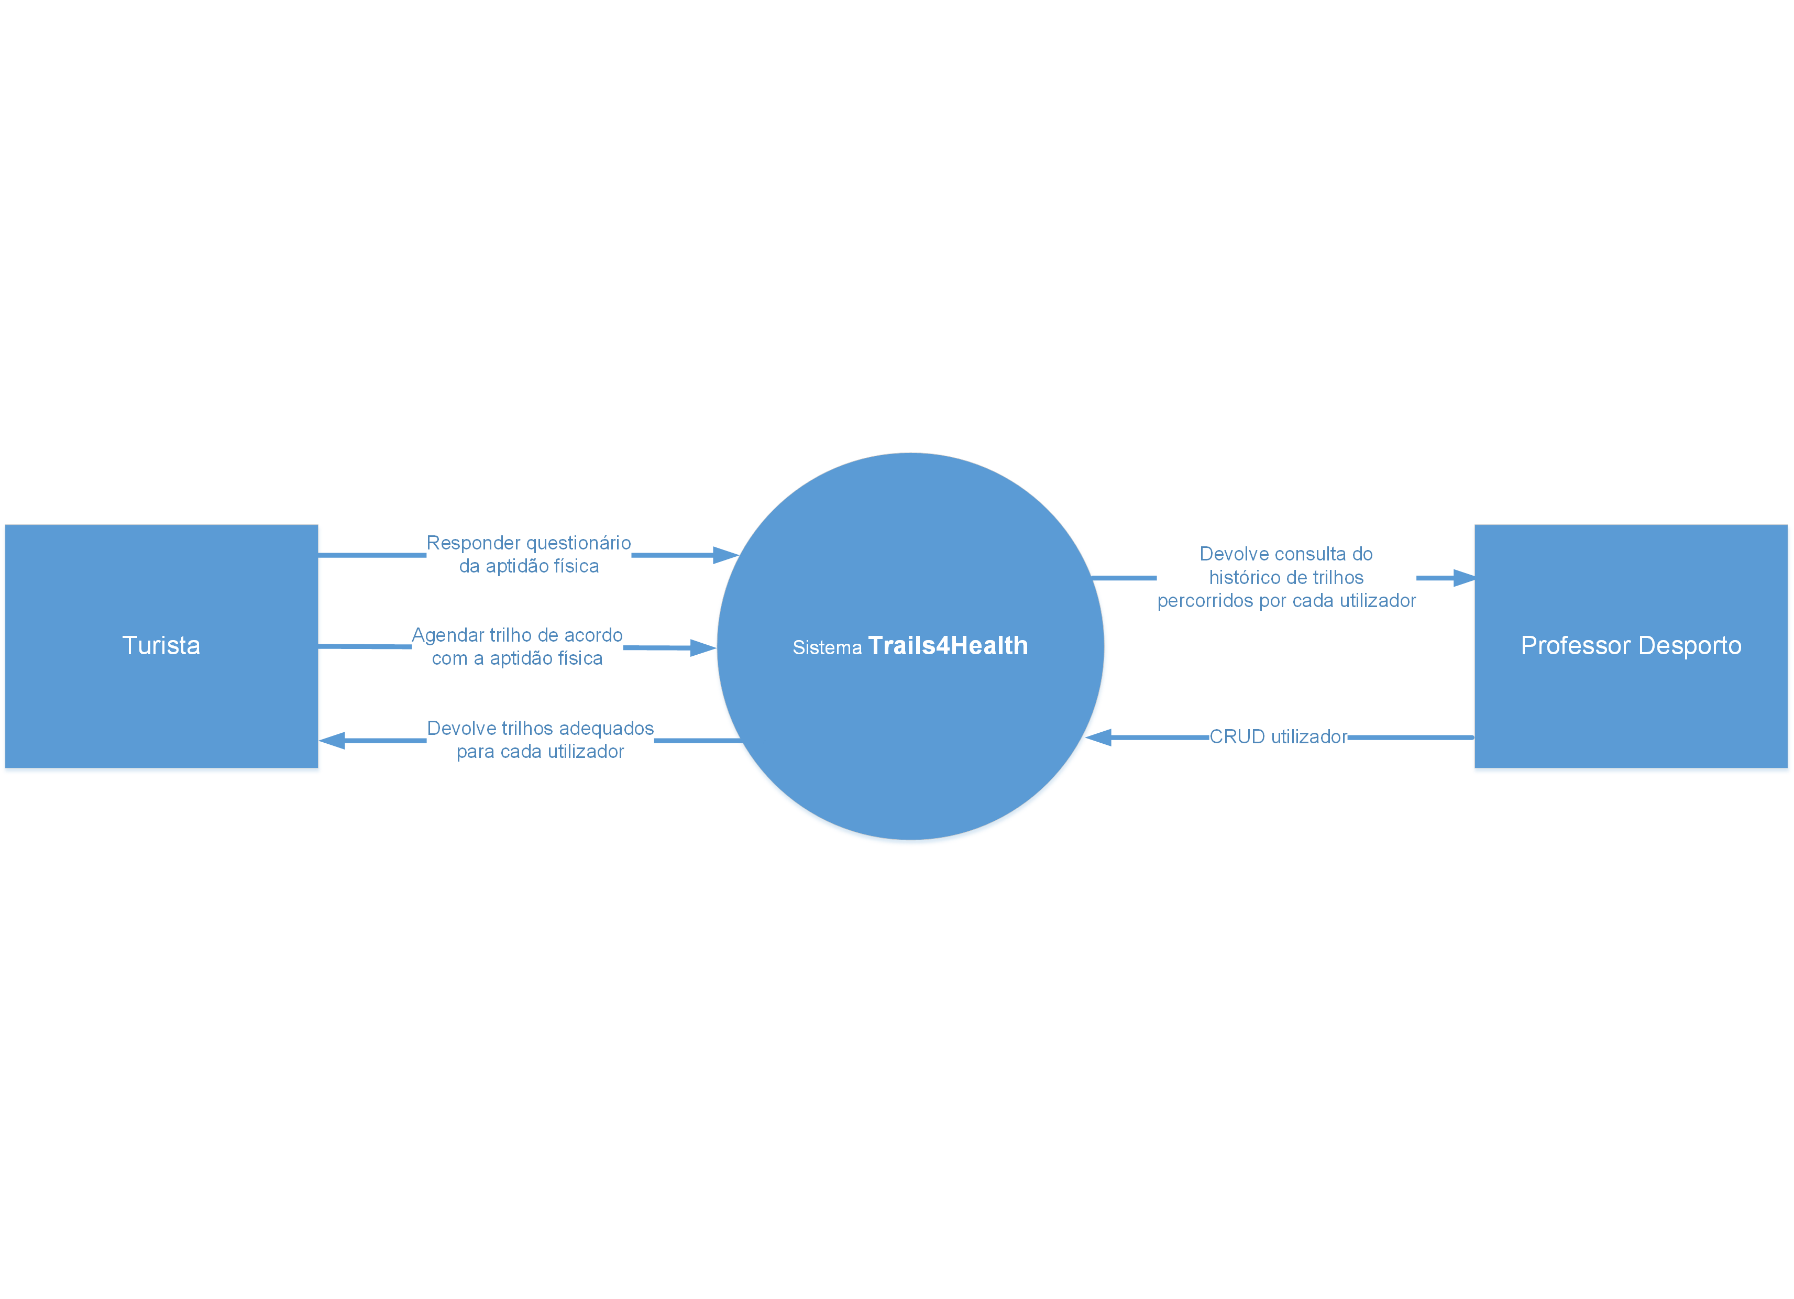 Turista
Responder questionário
da aptidão física
Agendar trilho de acordo
com a aptidão física
Devolve trilhos adequados
para cada utilizador
Sistema Trails4Health
Devolve consulta do
histórico de trilhos
percorridos por cada utilizador
CRUD utilizador
Professor Desporto